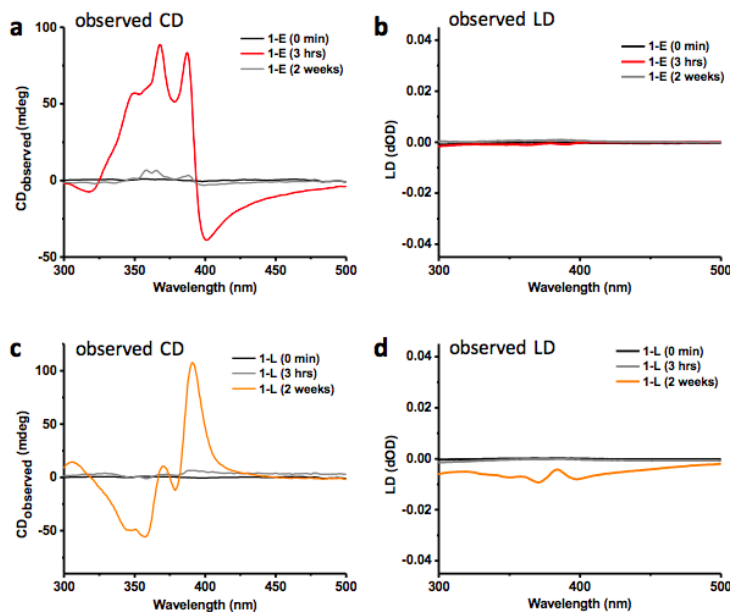 observed CD
a
1-E (0 min)
1-E (3 hrs)
1-E (2 weeks)
CDobserved (mdeg)
100
50
0
-50
300 350 400 450 500
Wavelength (nm)
observed LD
b
1-E (0 min)
1-E (3 hrs)
1-E (2 weeks)
LD (dOD)
0.04
0.02
0.00
-0.02
-0.04
300 400 500
Wavelength (nm)
observed CD
c
1-L (0 min)
1-L (3 hrs)
1-L (2 weeks)
CDobserved (mdeg)
100
50
0
-50
300 350 400 450 500
Wavelength (nm)
observed LD
d
1-L (0 min)
1-L (3 hrs)
1-L (2 weeks)
LD (dOD)
0.04
0.02
0.00
-0.02
-0.04
300 400 500
Wavelength (nm)